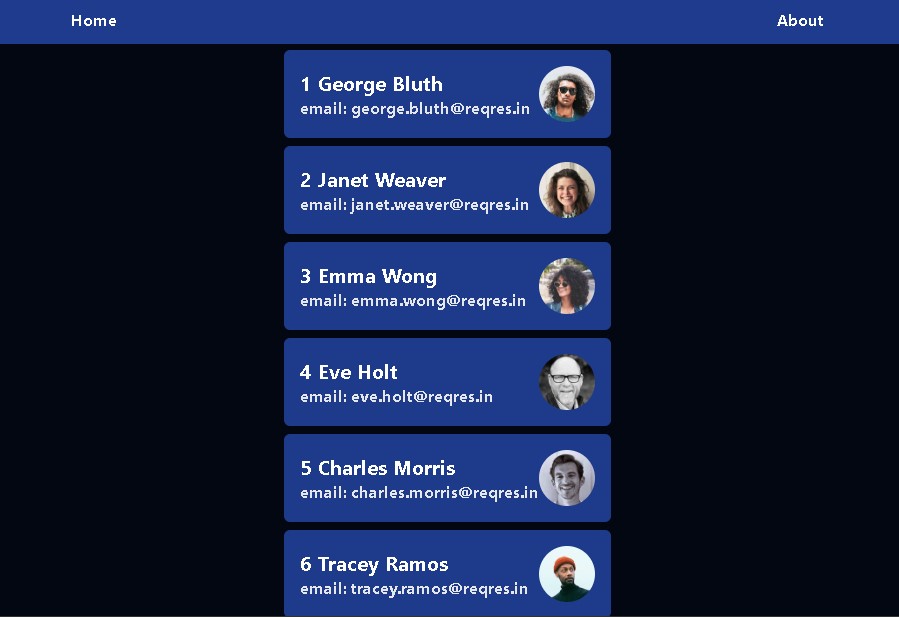 Home About
1 George Bluth
email: george.bluth@reqres.in
2 Janet Weaver
email: janet.weaver@reqres.in
3 Emma Wong
email: emma.wong@reqres.in
4 Eve Holt
email: eve.holt@reqres.in
5 Charles Morris
email: charles.morris@reqres.in
6 Tracey Ramos
email: tracey.ramos@reqres.in